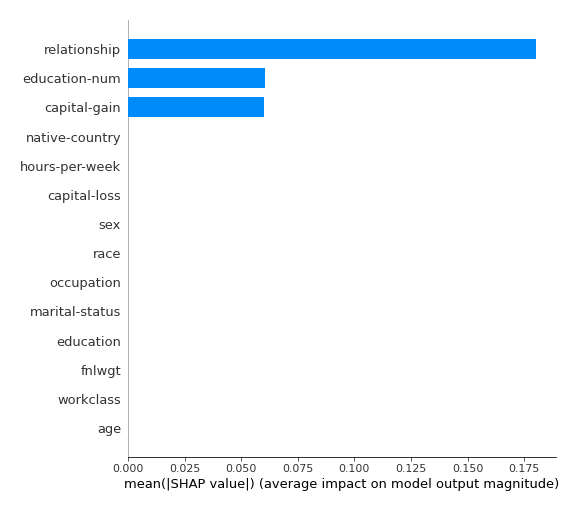 relationship
education-num
capital-gain
native-country
hours-per-week
capital-loss
sex
race
occupation
marital-status
education
fnlwgt
workclass
age
0.000 0.025 0.050 0.075 0.100 0.125 0.150 0.175
mean(|SHAP value|) (average impact on model output magnitude)